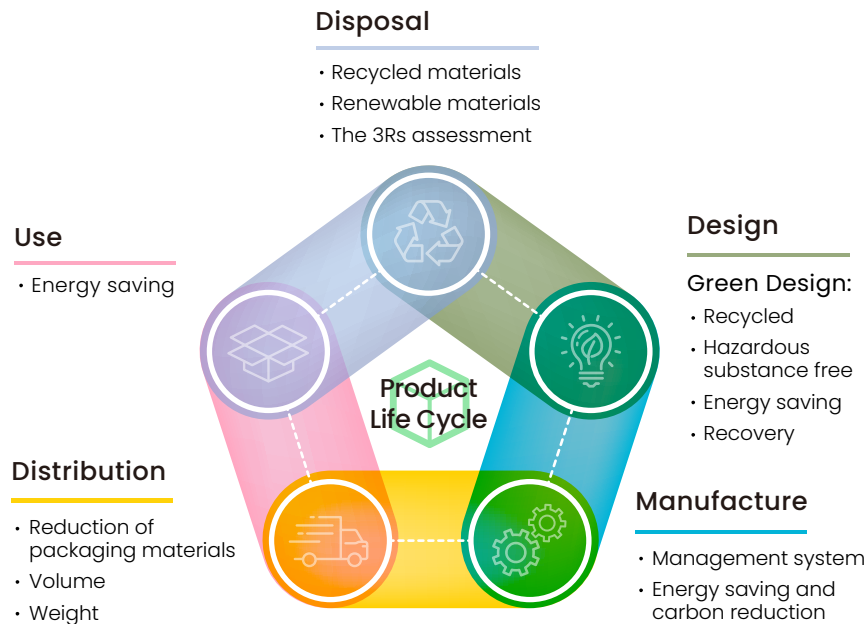 Disposal
· Recycled materials
· Renewable materials
· The 3Rs assessment
Use
· Energy saving
Design
Green Design:
· Recycled
· Hazardous
substance free
· Energy saving
· Recovery
Product
Life Cycle
Distribution
· Reduction of
packaging materials
· Volume
· Weight
Manufacture
· Management system
· Energy saving and
carbon reduction